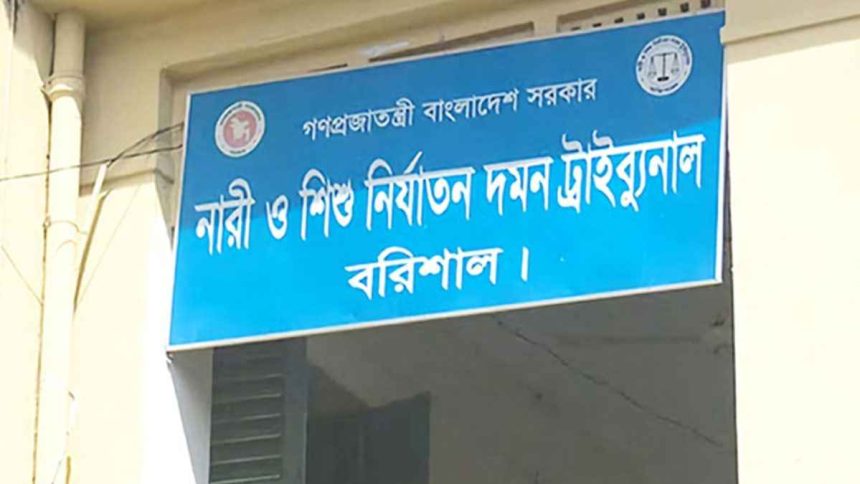 গণপ্রজাতন্ত্রী বাংলাদেশ সরকার
নারী ও শিশু নির্যাতন দমন ট্রাইব্যুনাল
বরিশাল।